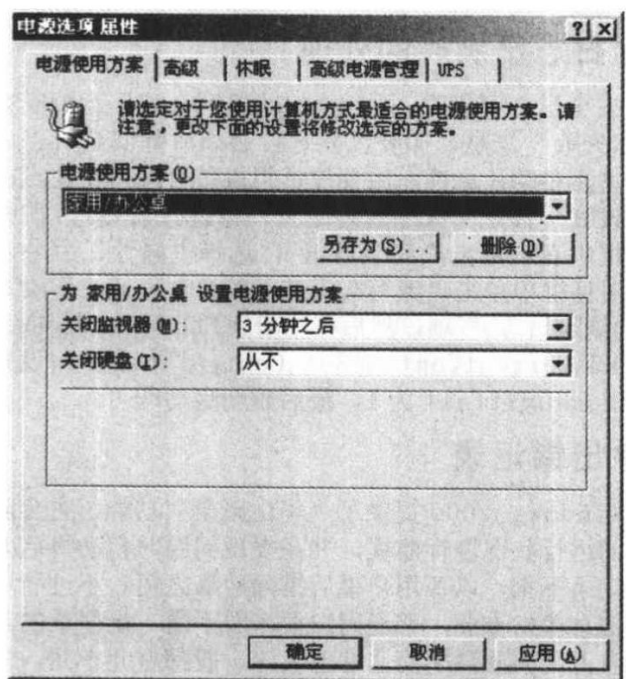 电源选项 属性
电源使用方案 高级 休眠 高级电源管理 UPS
请选定对于您使用计算机方式最适合的电源使用方案。请
注意，更改下面的设置将修改选定的方案。
电源使用方案(O)
家用/办公桌
另存为(S)... 删除(D)
为 家用/办公桌 设置电源使用方案
关闭监视器(M): 3 分钟之后
关闭硬盘(I): 从不
确定 取消 应用(A)